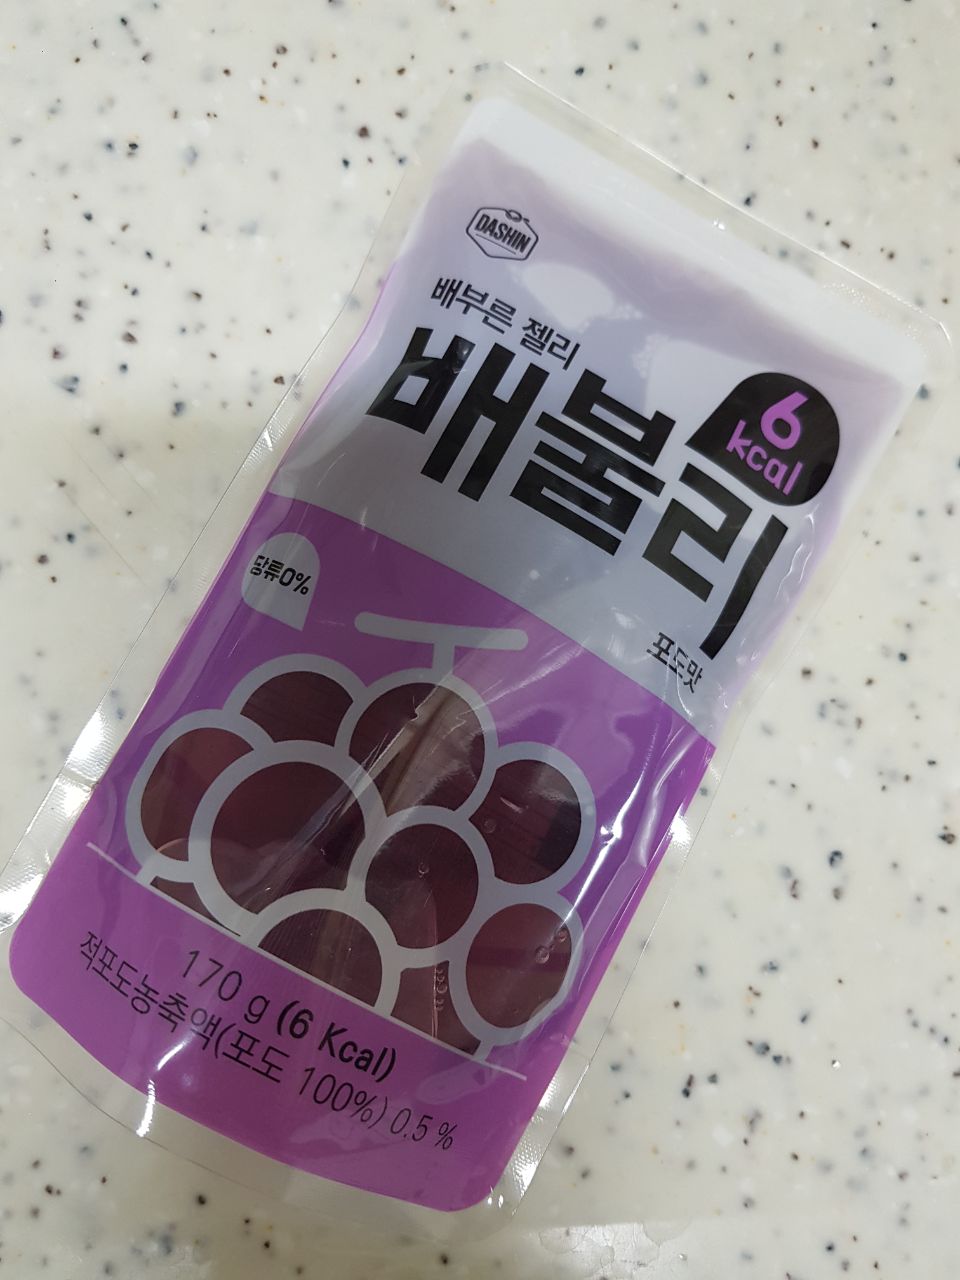 DASHIN
배부른 젤리
배불리
6
kcal
포도맛
당류0%
170 g (6 Kcal)
적포도농축액(포도 100%) 0.5 %